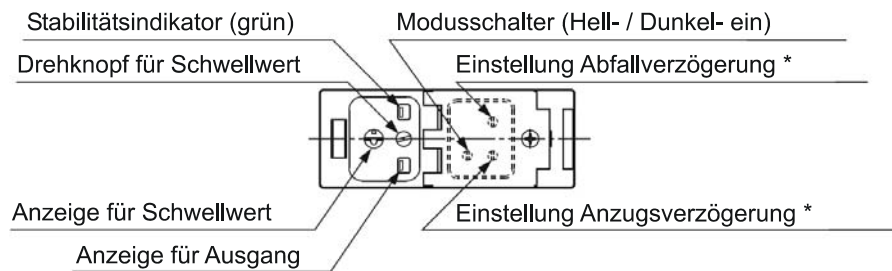 Stabilitätsindikator (grün)
Modusschalter (Hell- / Dunkel- ein)
Drehknopf für Schwellwert
Einstellung Abfallverzögerung *
Anzeige für Schwellwert
Einstellung Anzugsverzögerung *
Anzeige für Ausgang